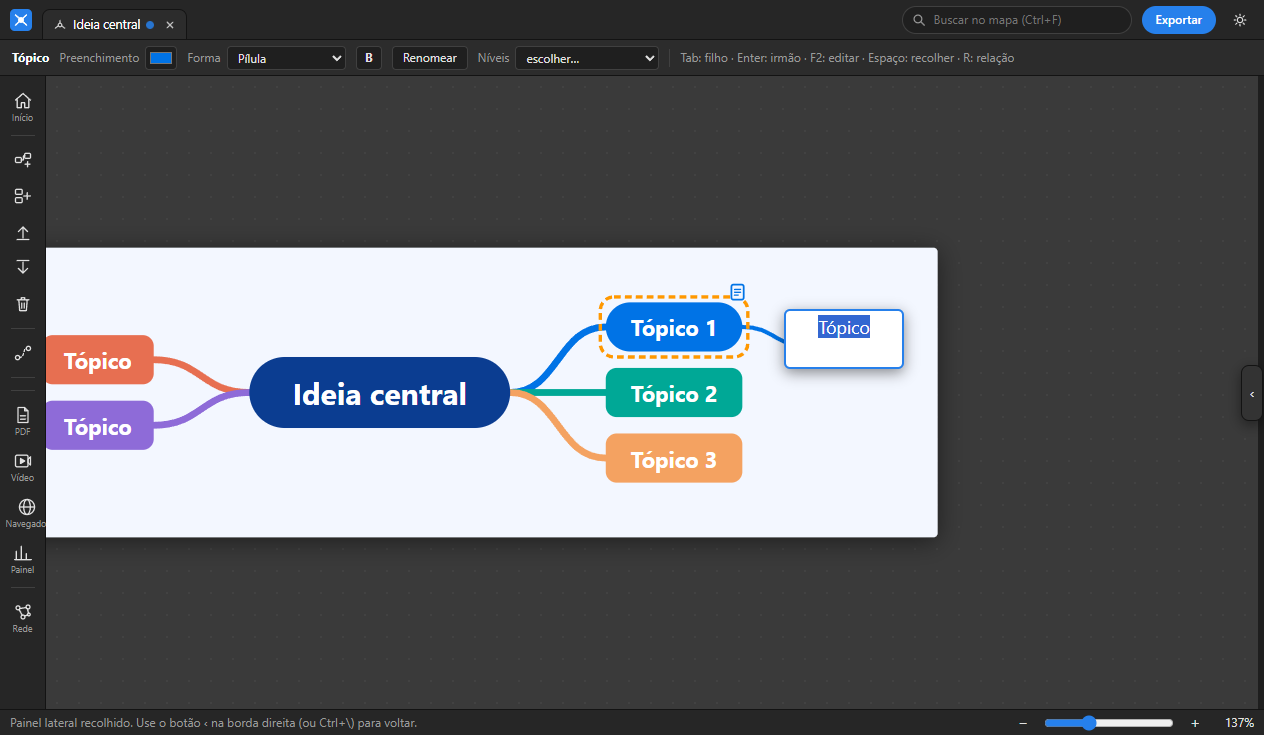 Ideia central
Buscar no mapa (Ctrl+F)
Exportar
Tópico
Preenchimento
Forma
Pílula
B
Renomear
Níveis
escolher...
Tab: filho · Enter: irmão · F2: editar · Espaço: recolher · R: relação
Início
PDF
Vídeo
Navegado
Painel
Rede
Tópico
Tópico
Ideia central
Tópico 1
Tópico 2
Tópico 3
Tópico
Painel lateral recolhido. Use o botão ‹ na borda direita (ou Ctrl+\) para voltar.
137%